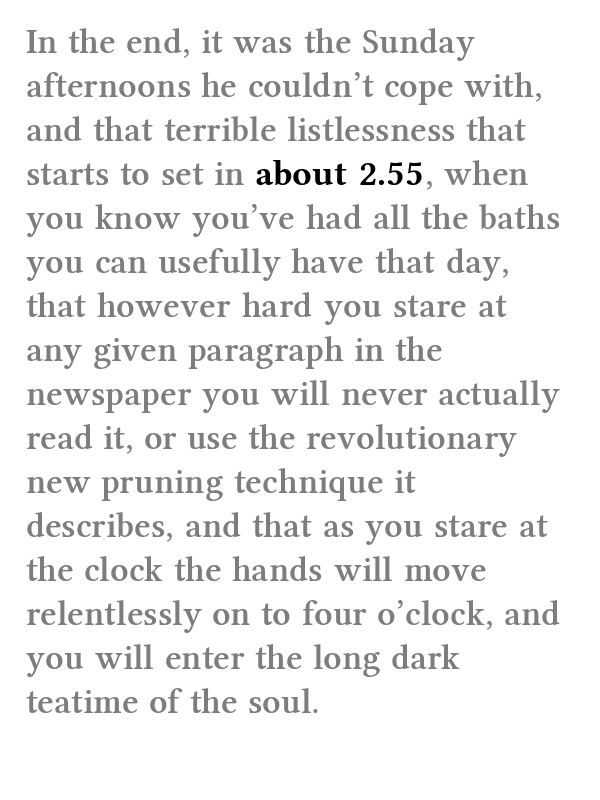 In the end, it was the Sunday
afternoons he couldn’t cope with,
and that terrible listlessness that
starts to set in about 2.55, when
you know you’ve had all the baths
you can usefully have that day,
that however hard you stare at
any given paragraph in the
newspaper you will never actually
read it, or use the revolutionary
new pruning technique it
describes, and that as you stare at
the clock the hands will move
relentlessly on to four o’clock, and
you will enter the long dark
teatime of the soul.